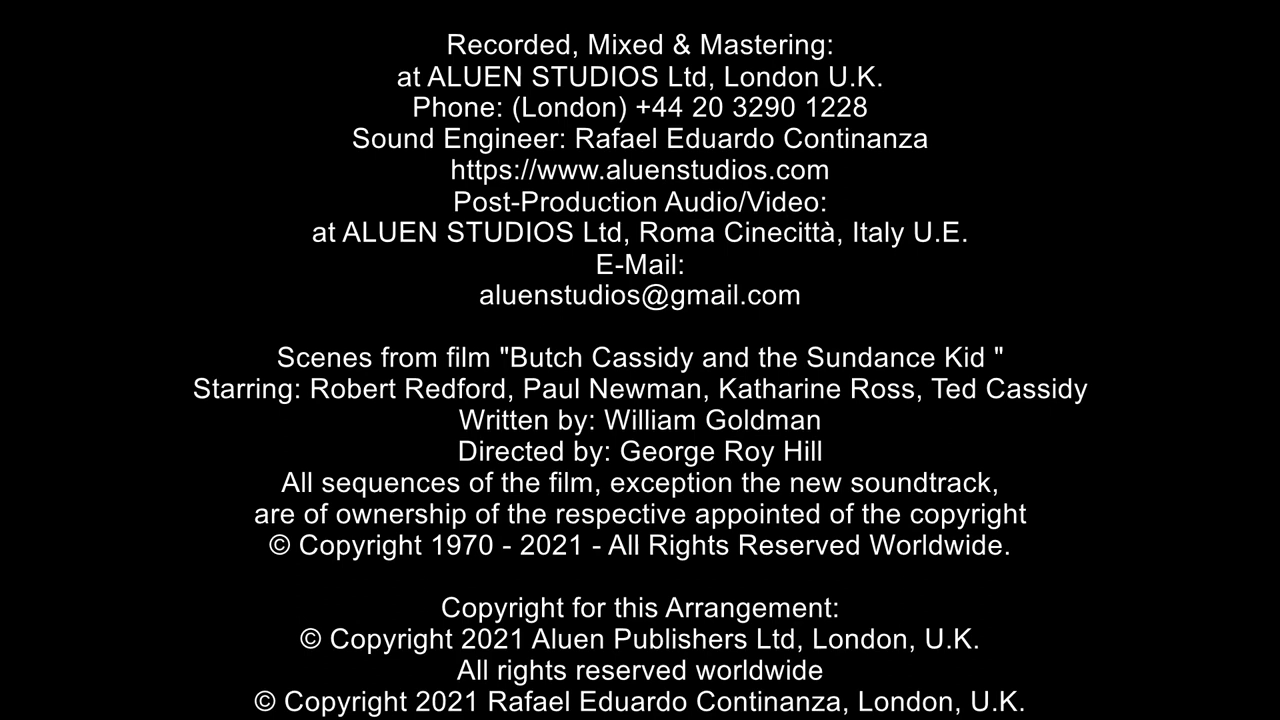 Recorded, Mixed & Mastering:
at ALUEN STUDIOS Ltd, London U.K.
Phone: (London) +44 20 3290 1228
Sound Engineer: Rafael Eduardo Continanza
https://www.aluenstudios.com
Post-Production Audio/Video:
at ALUEN STUDIOS Ltd, Roma Cinecittà, Italy U.E.
E-Mail:
aluenstudios@gmail.com
Scenes from film "Butch Cassidy and the Sundance Kid "
Starring: Robert Redford, Paul Newman, Katharine Ross, Ted Cassidy
Written by: William Goldman
Directed by: George Roy Hill
All sequences of the film, exception the new soundtrack,
are of ownership of the respective appointed of the copyright
© Copyright 1970 - 2021 - All Rights Reserved Worldwide.
Copyright for this Arrangement:
© Copyright 2021 Aluen Publishers Ltd, London, U.K.
All rights reserved worldwide
© Copyright 2021 Rafael Eduardo Continanza, London, U.K.